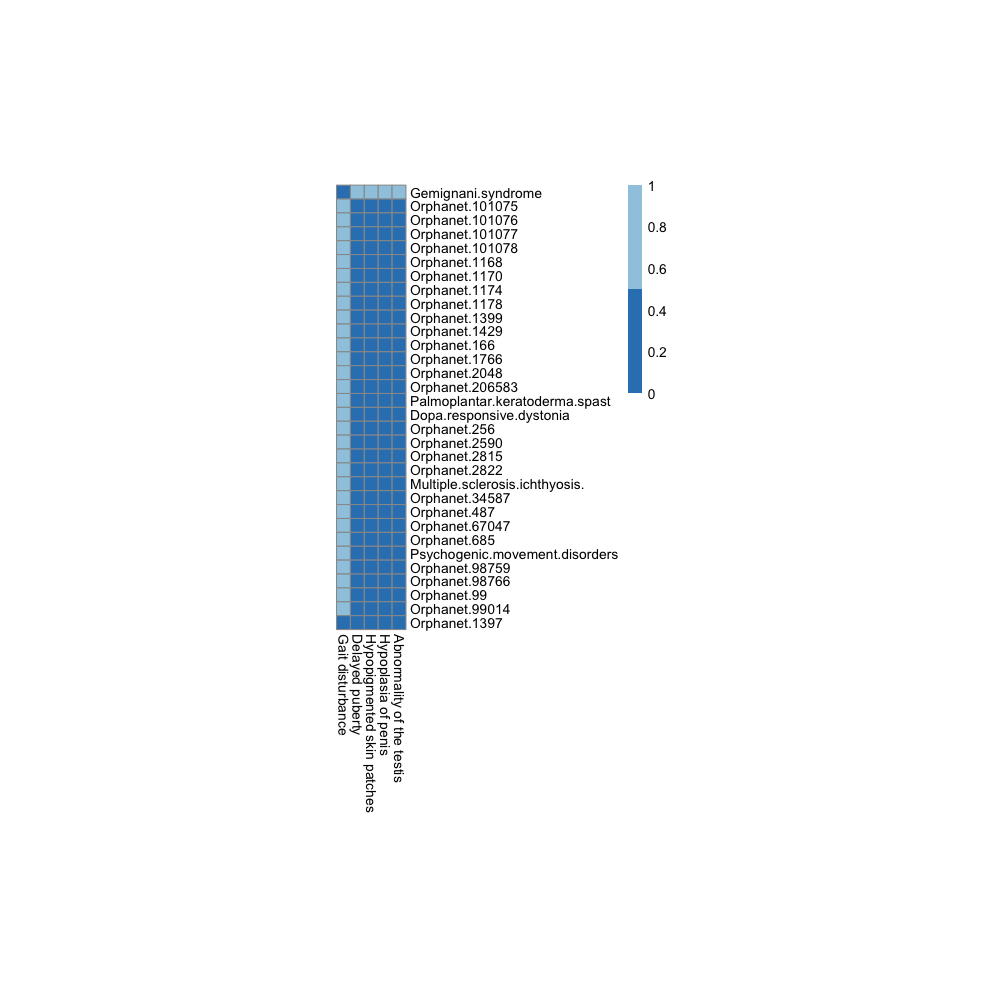 Gemignani.syndrome
Orphanet.101075
Orphanet.101076
Orphanet.101077
Orphanet.101078
Orphanet.1168
Orphanet.1170
Orphanet.1174
Orphanet.1178
Orphanet.1399
Orphanet.1429
Orphanet.166
Orphanet.1766
Orphanet.2048
Orphanet.206583
Palmoplantar.keratoderma.spast
Dopa.responsive.dystonia
Orphanet.256
Orphanet.2590
Orphanet.2815
Orphanet.2822
Multiple.sclerosis.ichthyosis.
Orphanet.34587
Orphanet.487
Orphanet.67047
Orphanet.685
Psychogenic.movement.disorders
Orphanet.98759
Orphanet.98766
Orphanet.99
Orphanet.99014
Orphanet.1397
1
0.8
0.6
0.4
0.2
0
Gait disturbance
Delayed puberty
Hypopigmented skin patches
Hypoplasia of penis
Abnormality of the testis